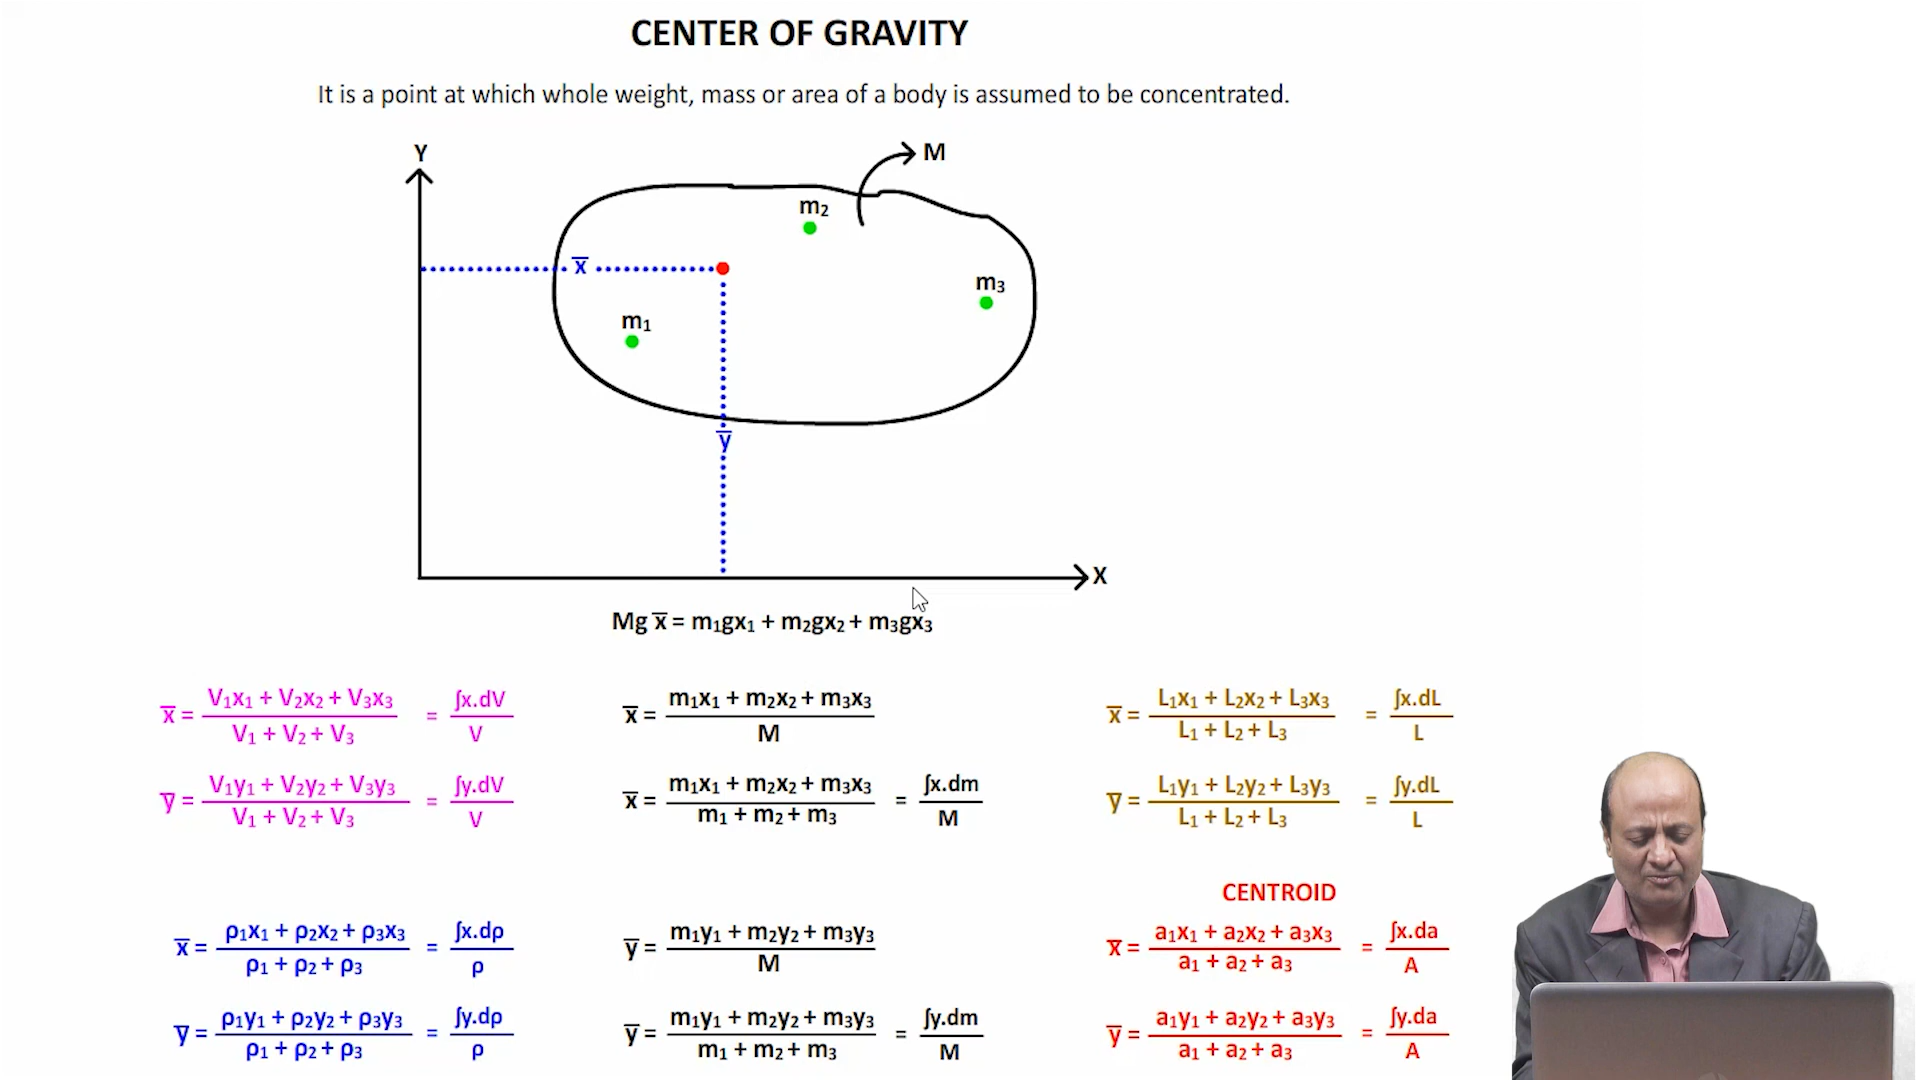 CENTER OF GRAVITY
It is a point at which whole weight, mass or area of a body is assumed to be concentrated.
Y
M
m₂
x̅
m₃
m₁
y̅
X
Mg x̅ = m₁gx₁ + m₂gx₂ + m₃gx₃
x̅ = (V₁x₁ + V₂x₂ + V₃x₃) / (V₁ + V₂ + V₃) = ∫x.dV / V
y̅ = (V₁y₁ + V₂y₂ + V₃y₃) / (V₁ + V₂ + V₃) = ∫y.dV / V
x̅ = (m₁x₁ + m₂x₂ + m₃x₃) / M
x̅ = (m₁x₁ + m₂x₂ + m₃x₃) / (m₁ + m₂ + m₃) = ∫x.dm / M
x̅ = (L₁x₁ + L₂x₂ + L₃x₃) / (L₁ + L₂ + L₃) = ∫x.dL / L
y̅ = (L₁y₁ + L₂y₂ + L₃y₃) / (L₁ + L₂ + L₃) = ∫y.dL / L
x̅ = (ρ₁x₁ + ρ₂x₂ + ρ₃x₃) / (ρ₁ + ρ₂ + ρ₃) = ∫x.dρ / ρ
y̅ = (ρ₁y₁ + ρ₂y₂ + ρ₃y₃) / (ρ₁ + ρ₂ + ρ₃) = ∫y.dρ / ρ
y̅ = (m₁y₁ + m₂y₂ + m₃y₃) / M
y̅ = (m₁y₁ + m₂y₂ + m₃y₃) / (m₁ + m₂ + m₃) = ∫y.dm / M
CENTROID
x̅ = (a₁x₁ + a₂x₂ + a₃x₃) / (a₁ + a₂ + a₃) = ∫x.da / A
y̅ = (a₁y₁ + a₂y₂ + a₃y₃) / (a₁ + a₂ + a₃) = ∫y.da / A